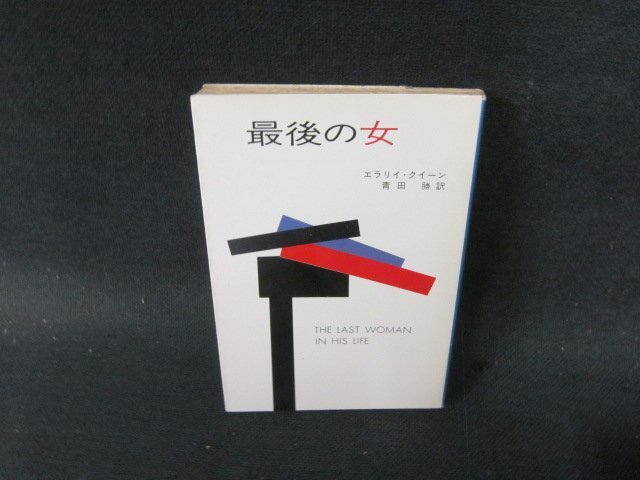 最後の女
エラリイ・クイーン
青田 勝訳
THE LAST WOMAN
IN HIS LIFE